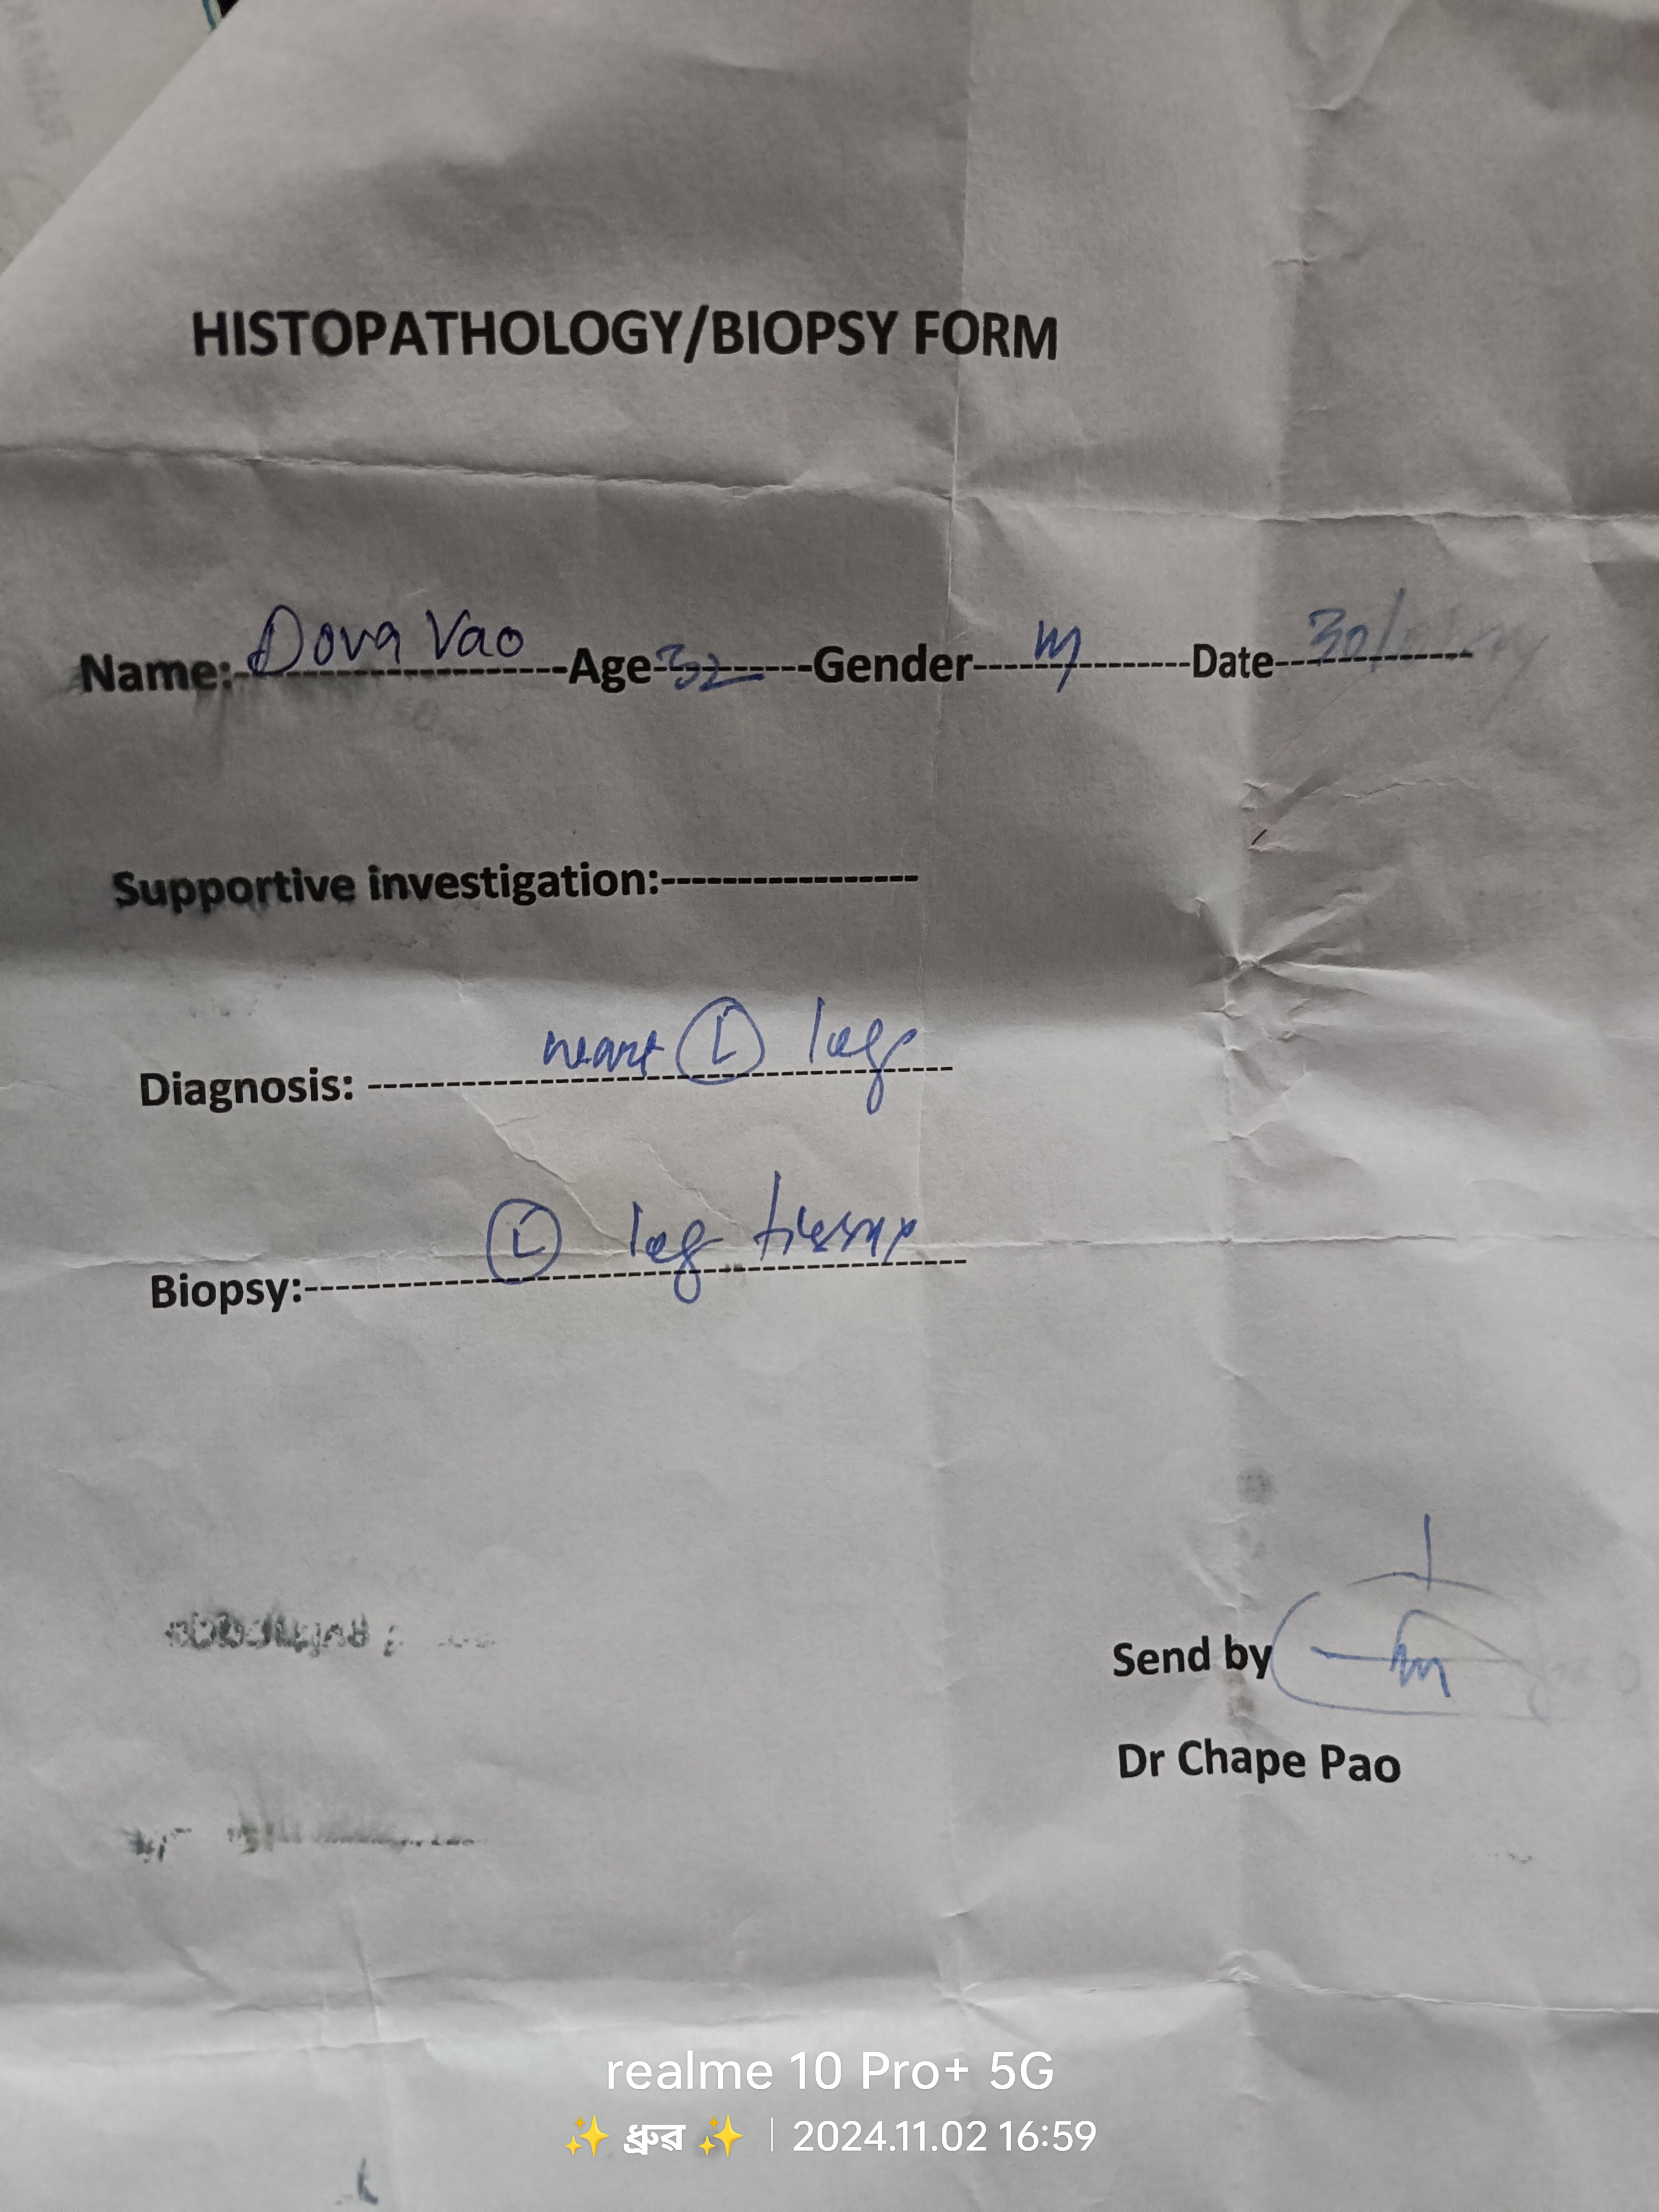 HISTOPATHOLOGY/BIOPSY FORM
Name:-Dova Vao-Age-32-Gender-M-Date-30/
Supportive investigation:-----------------
Diagnosis: Ⓛ leg
Biopsy: Ⓛ leg tissue
Send by
Dr Chape Pao
realme 10 Pro+ 5G
✨ ধ্রুৱ ✨ | 2024.11.02 16:59